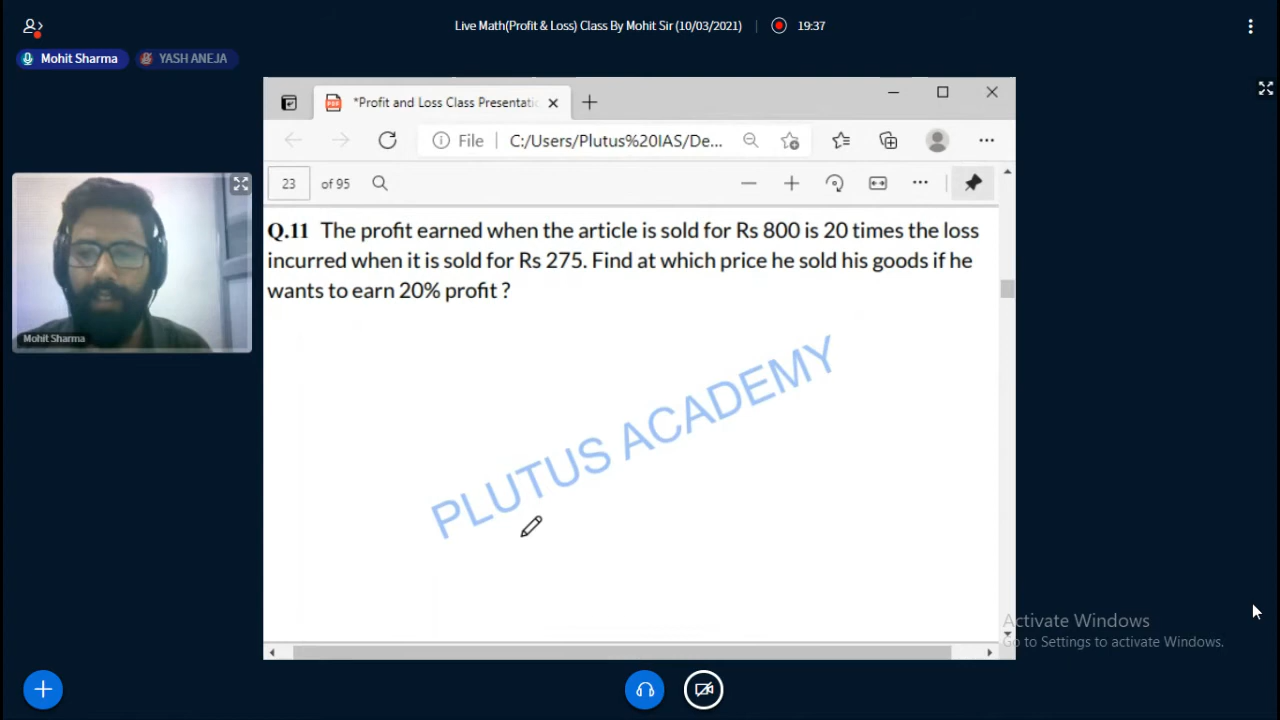 Live Math(Profit & Loss) Class By Mohit Sir (10/03/2021)
19:37
Mohit Sharma
YASH ANEJA
*Profit and Loss Class Presentati
File
C:/Users/Plutus%20IAS/De...
23
of 95
Q.11 The profit earned when the article is sold for Rs 800 is 20 times the loss
incurred when it is sold for Rs 275. Find at which price he sold his goods if he
wants to earn 20% profit ?
Mohit Sharma
PLUTUS ACADEMY
Activate Windows
Go to Settings to activate Windows.